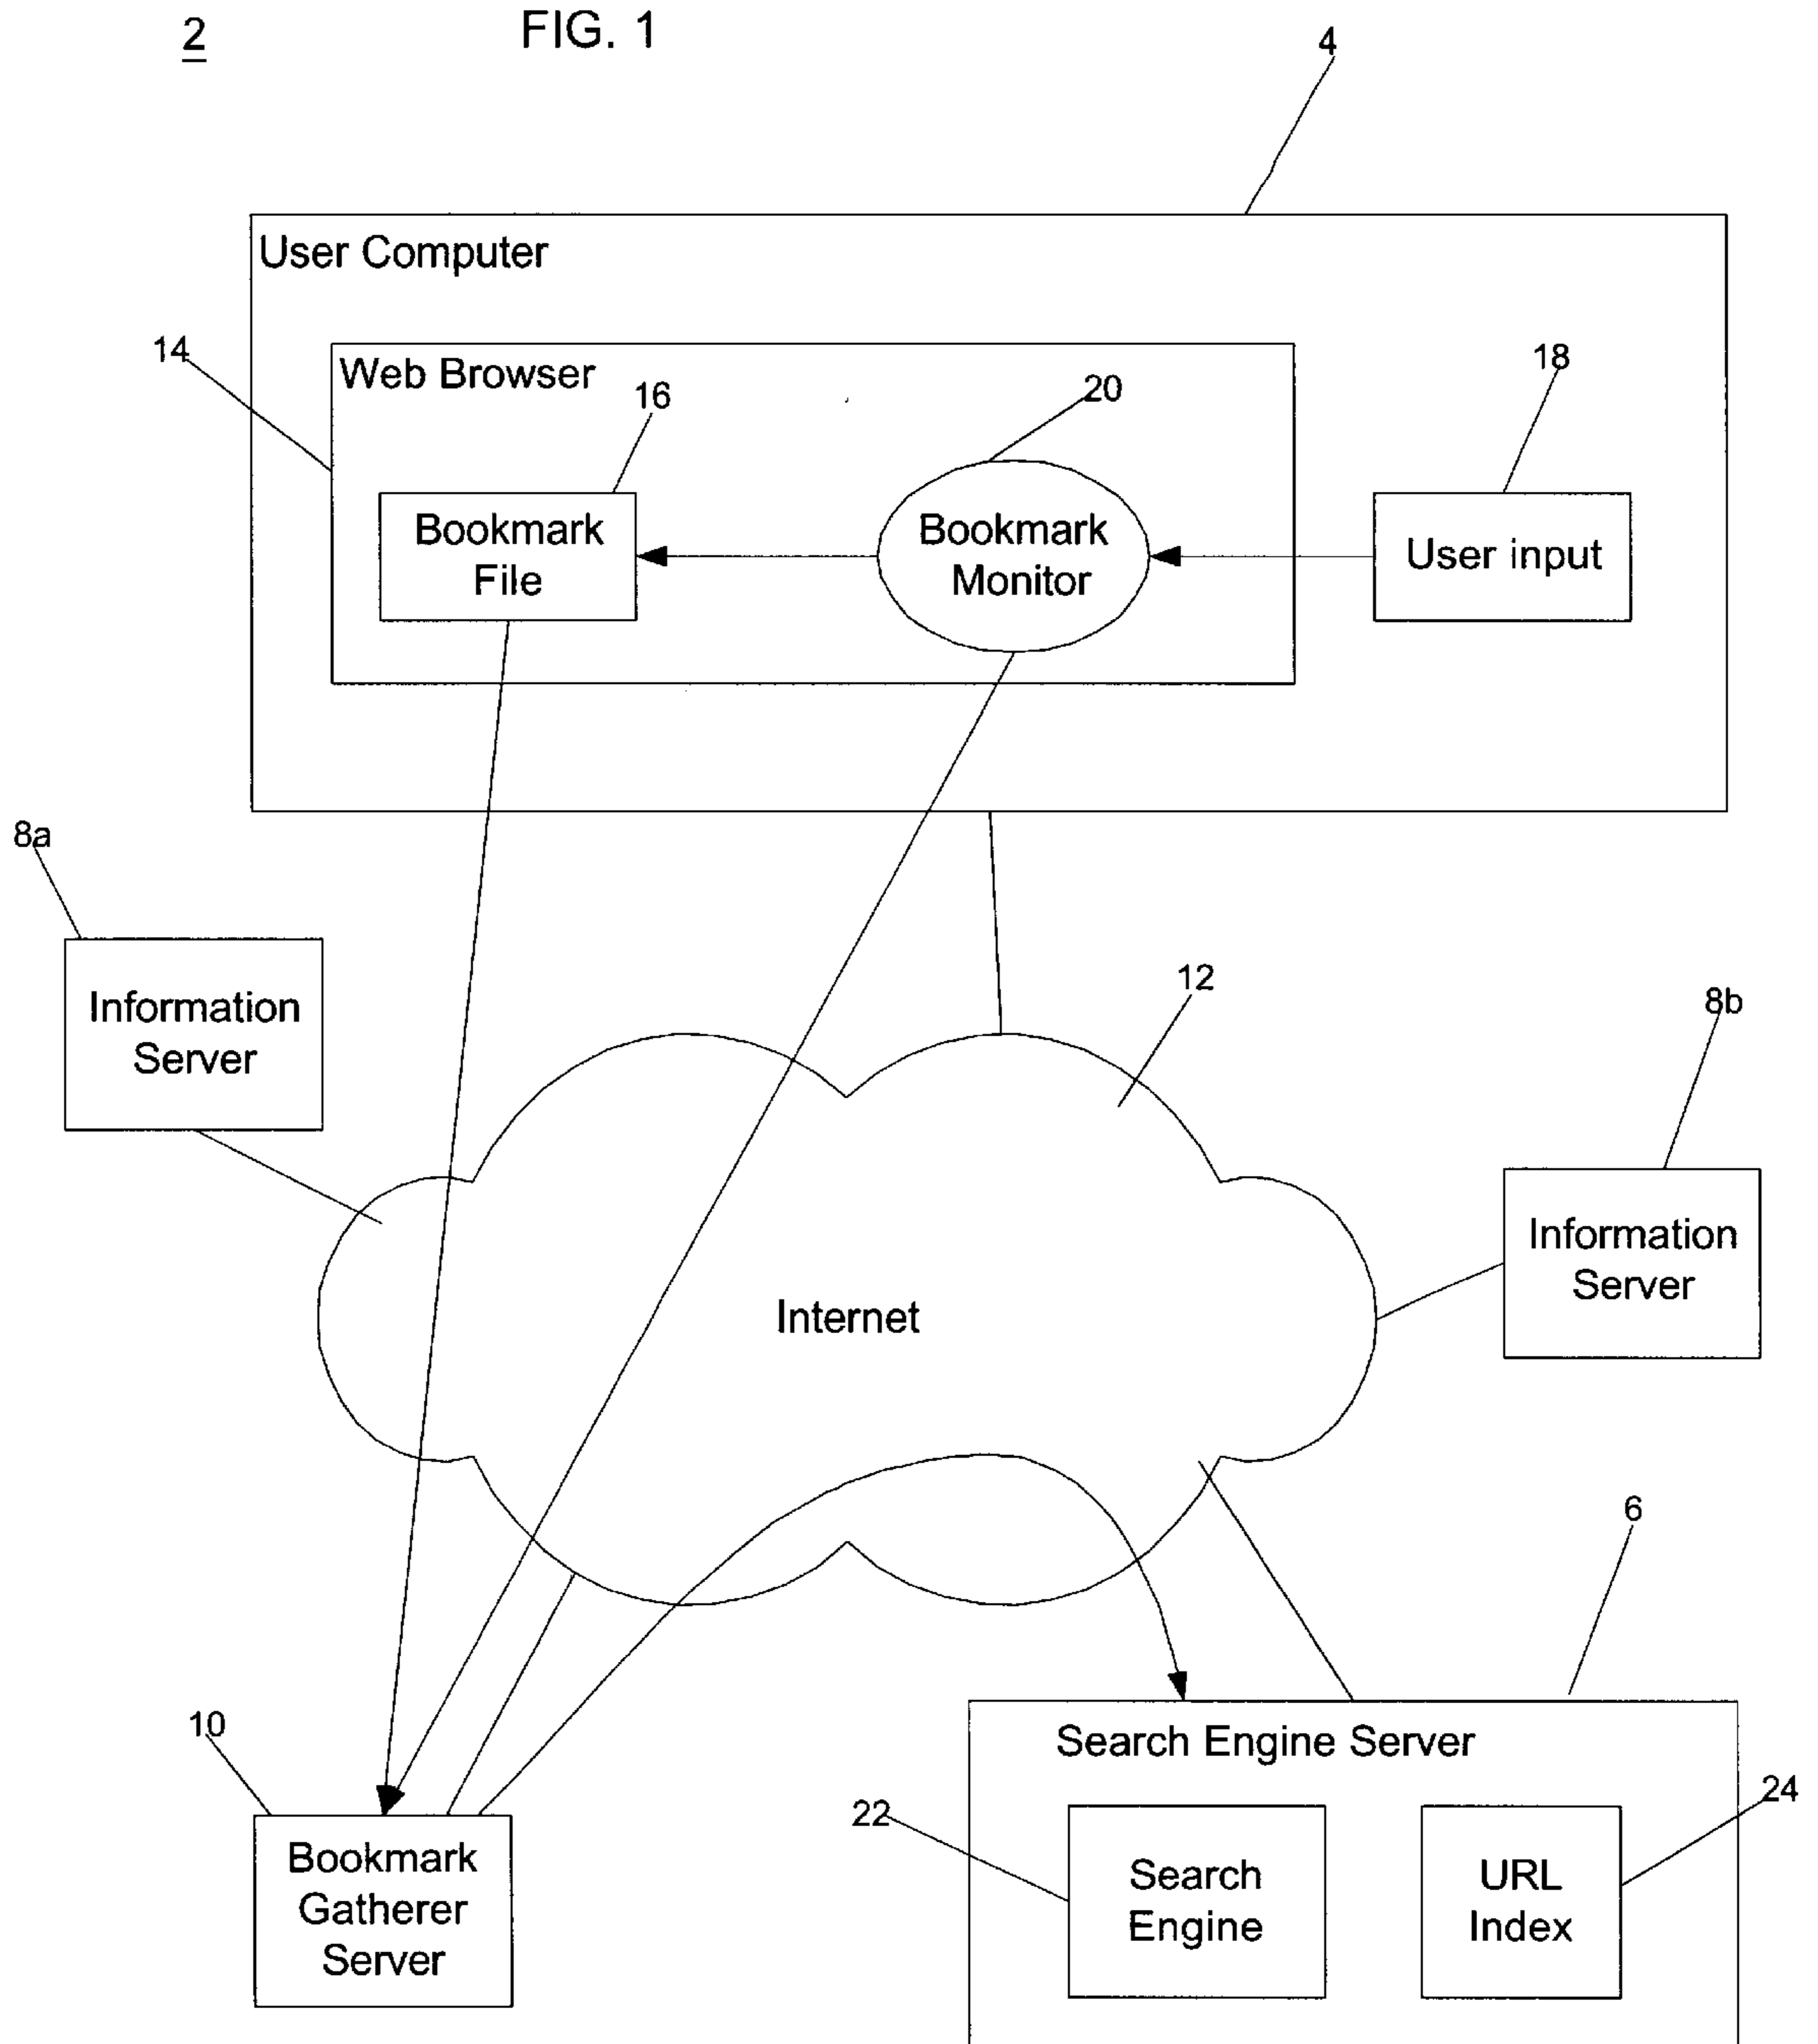 2
FIG. 1
4
User Computer
14
Web Browser
16
20
18
Bookmark
File
Bookmark
Monitor
User input
8a
Information
Server
12
8b
Information
Server
Internet
6
10
Search Engine Server
Bookmark
Gatherer
Server
22
24
Search
Engine
URL
Index